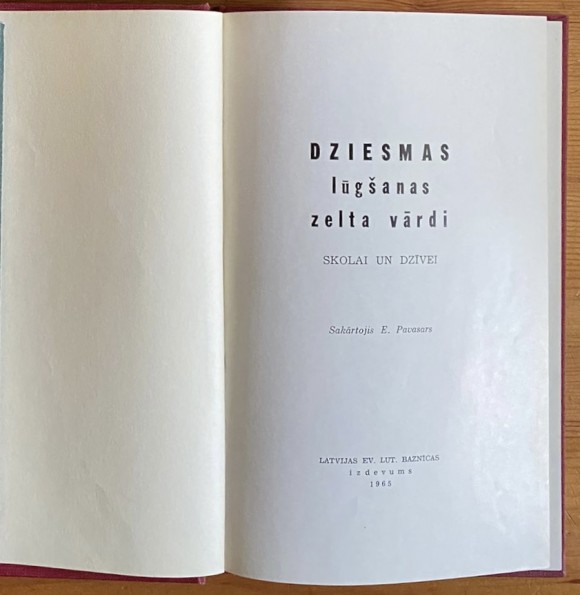 DZIESMAS
lūgšanas
zelta vārdi
SKOLAI UN DZĪVEI
Sakārtojis E. Pavasars
LATVIJAS EV. LUT. BAZNĪCAS
izdevums
1965